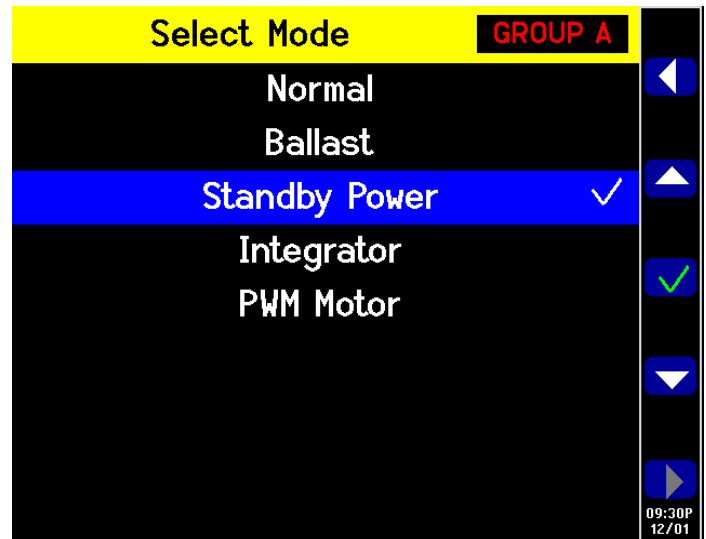 Select Mode GROUP A
Normal
Ballast
Standby Power
Integrator
PWM Motor
09:30P
12/01